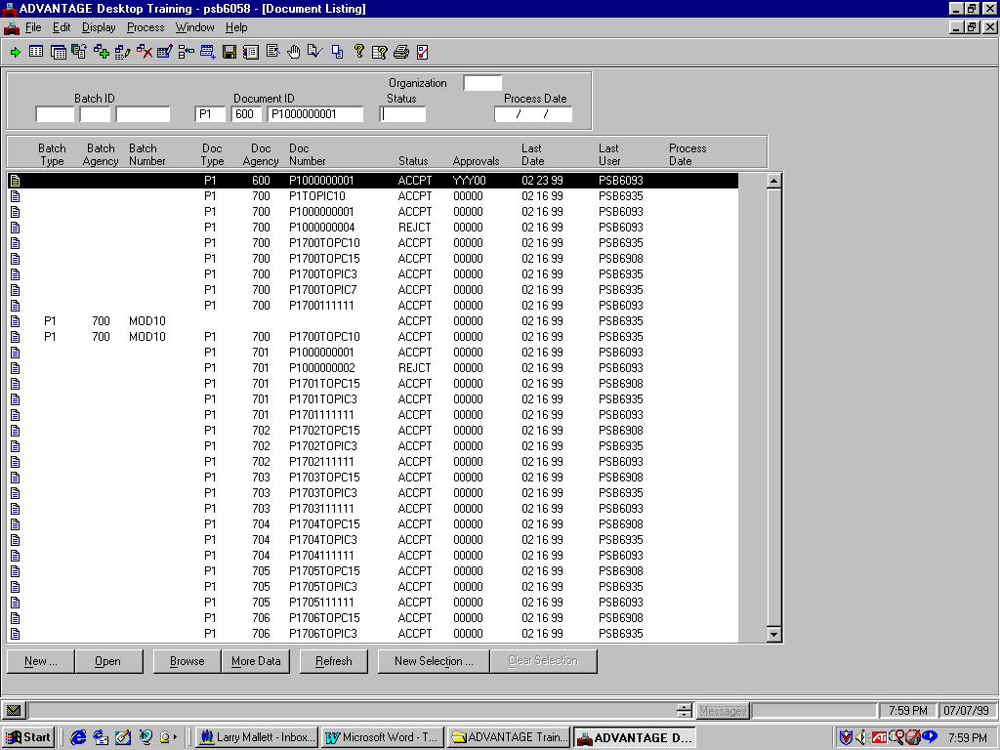 ADVANTAGE Desktop Training - psb6058 - [Document Listing]
File Edit Display Process Window Help
Organization
Batch ID Document ID Status Process Date
P1 600 P1000000001 / /
Batch Batch Batch Doc Doc Doc Last Last Process
Type Agency Number Type Agency Number Status Approvals Date User Date
P1 600 P1000000001 ACCPT YYY00 02 23 99 PSB6093
P1 700 P1TOPIC10 ACCPT 00000 02 16 99 PSB6935
P1 700 P1000000001 ACCPT 00000 02 16 99 PSB6093
P1 700 P1000000004 REJCT 00000 02 16 99 PSB6093
P1 700 P1700TOPC10 ACCPT 00000 02 16 99 PSB6935
P1 700 P1700TOPC15 ACCPT 00000 02 16 99 PSB6908
P1 700 P1700TOPIC3 ACCPT 00000 02 16 99 PSB6935
P1 700 P1700TOPIC7 ACCPT 00000 02 16 99 PSB6935
P1 700 P1700111111 ACCPT 00000 02 16 99 PSB6093
P1 700 MOD10 ACCPT 00000 02 16 99 PSB6935
P1 700 MOD10 P1 700 P1700TOPC10 ACCPT 00000 02 16 99 PSB6935
P1 701 P1000000001 ACCPT 00000 02 16 99 PSB6093
P1 701 P1000000002 REJCT 00000 02 16 99 PSB6093
P1 701 P1701TOPC15 ACCPT 00000 02 16 99 PSB6908
P1 701 P1701TOPIC3 ACCPT 00000 02 16 99 PSB6935
P1 701 P1701111111 ACCPT 00000 02 16 99 PSB6093
P1 702 P1702TOPC15 ACCPT 00000 02 16 99 PSB6908
P1 702 P1702TOPIC3 ACCPT 00000 02 16 99 PSB6935
P1 702 P1702111111 ACCPT 00000 02 16 99 PSB6093
P1 703 P1703TOPC15 ACCPT 00000 02 16 99 PSB6908
P1 703 P1703TOPIC3 ACCPT 00000 02 16 99 PSB6935
P1 703 P1703111111 ACCPT 00000 02 16 99 PSB6093
P1 704 P1704TOPC15 ACCPT 00000 02 16 99 PSB6908
P1 704 P1704TOPIC3 ACCPT 00000 02 16 99 PSB6935
P1 704 P1704111111 ACCPT 00000 02 16 99 PSB6093
P1 705 P1705TOPC15 ACCPT 00000 02 16 99 PSB6908
P1 705 P1705TOPIC3 ACCPT 00000 02 16 99 PSB6935
P1 705 P1705111111 ACCPT 00000 02 16 99 PSB6093
P1 706 P1706TOPIC15 ACCPT 00000 02 16 99 PSB6908
P1 706 P1706TOPIC3 ACCPT 00000 02 16 99 PSB6935
New ... Open Browse More Data Refresh New Selection ... Clear Selection
Messages 7:59 PM 07/07/99
Start Larry Mallett - Inbox... Microsoft Word - T... ADVANTAGE Train... ADVANTAGE D... 7:59 PM